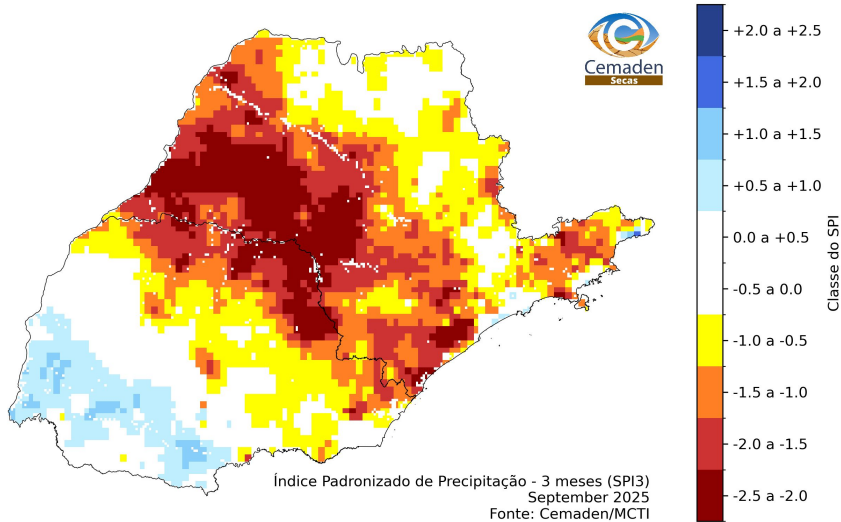 Cemaden
Secas
+2.0 a +2.5
+1.5 a +2.0
+1.0 a +1.5
+0.5 a +1.0
0.0 a +0.5
-0.5 a 0.0
-1.0 a -0.5
-1.5 a -1.0
-2.0 a -1.5
-2.5 a -2.0
Classe do SPI
Índice Padronizado de Precipitação - 3 meses (SPI3)
September 2025
Fonte: Cemaden/MCTI